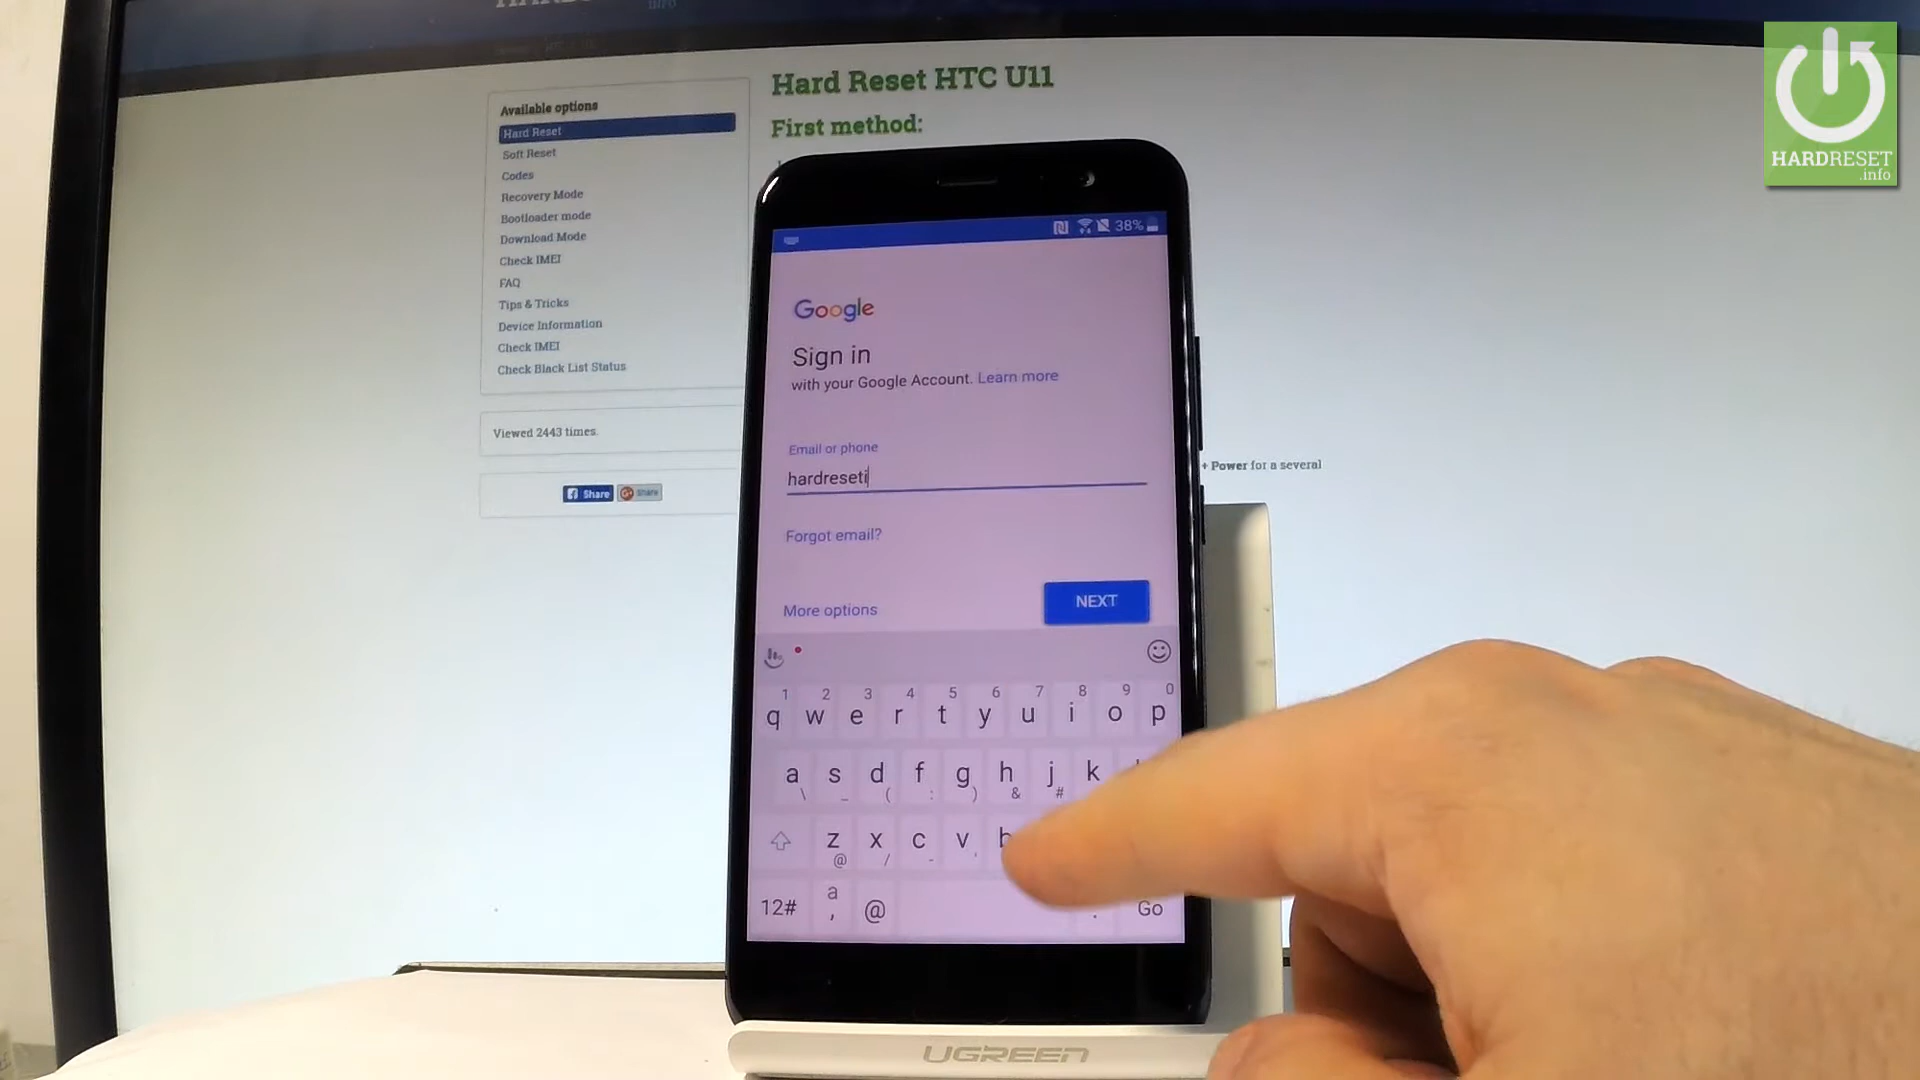 Hard Reset HTC U11
First method:
Available options
Hard Reset
Soft Reset
Codes
Recovery Mode
Bootloader mode
Download Mode
Check IMEI
FAQ
Tips & Tricks
Device Information
Check IMEI
Check Black List Status
Viewed 2443 times.
Share
G+ Share
+ Power for a several
HARDRESET
.info
38%
Google
Sign in
with your Google Account. Learn more
Email or phone
hardreseti
Forgot email?
More options
NEXT
1 2 3 4 5 6 7 8 9 0
q w e r t y u i o p
a s d f g h j k
\ _ ( : ) & #
z x c v b
@ / - '
12# a , @ . Go
UGREEN